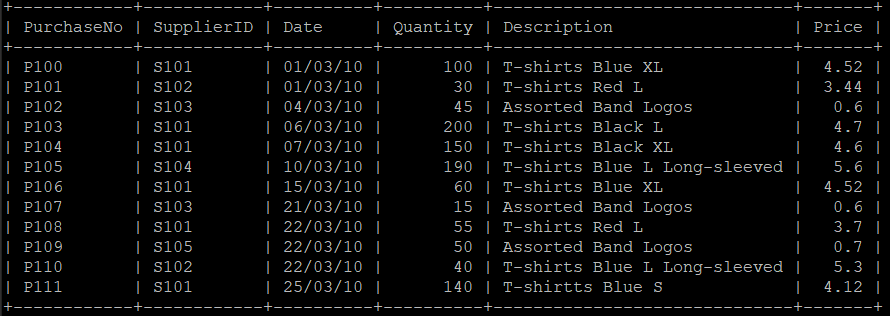 +------------+------------+----------+----------+-----------------------------+-------+
| PurchaseNo | SupplierID | Date     | Quantity | Description                 | Price |
+------------+------------+----------+----------+-----------------------------+-------+
| P100       | S101       | 01/03/10 |      100 | T-shirts Blue XL            |  4.52 |
| P101       | S102       | 01/03/10 |       30 | T-shirts Red L              |  3.44 |
| P102       | S103       | 04/03/10 |       45 | Assorted Band Logos         |   0.6 |
| P103       | S101       | 06/03/10 |      200 | T-shirts Black L            |   4.7 |
| P104       | S101       | 07/03/10 |      150 | T-shirts Black XL           |   4.6 |
| P105       | S104       | 10/03/10 |      190 | T-shirts Blue L Long-sleeved |   5.6 |
| P106       | S101       | 15/03/10 |       60 | T-shirts Blue XL            |  4.52 |
| P107       | S103       | 21/03/10 |       15 | Assorted Band Logos         |   0.6 |
| P108       | S101       | 22/03/10 |       55 | T-shirts Red L              |   3.7 |
| P109       | S105       | 22/03/10 |       50 | Assorted Band Logos         |   0.7 |
| P110       | S102       | 22/03/10 |       40 | T-shirts Blue L Long-sleeved |   5.3 |
| P111       | S101       | 25/03/10 |      140 | T-shirtts Blue S            |  4.12 |
+------------+------------+----------+----------+-----------------------------+-------+